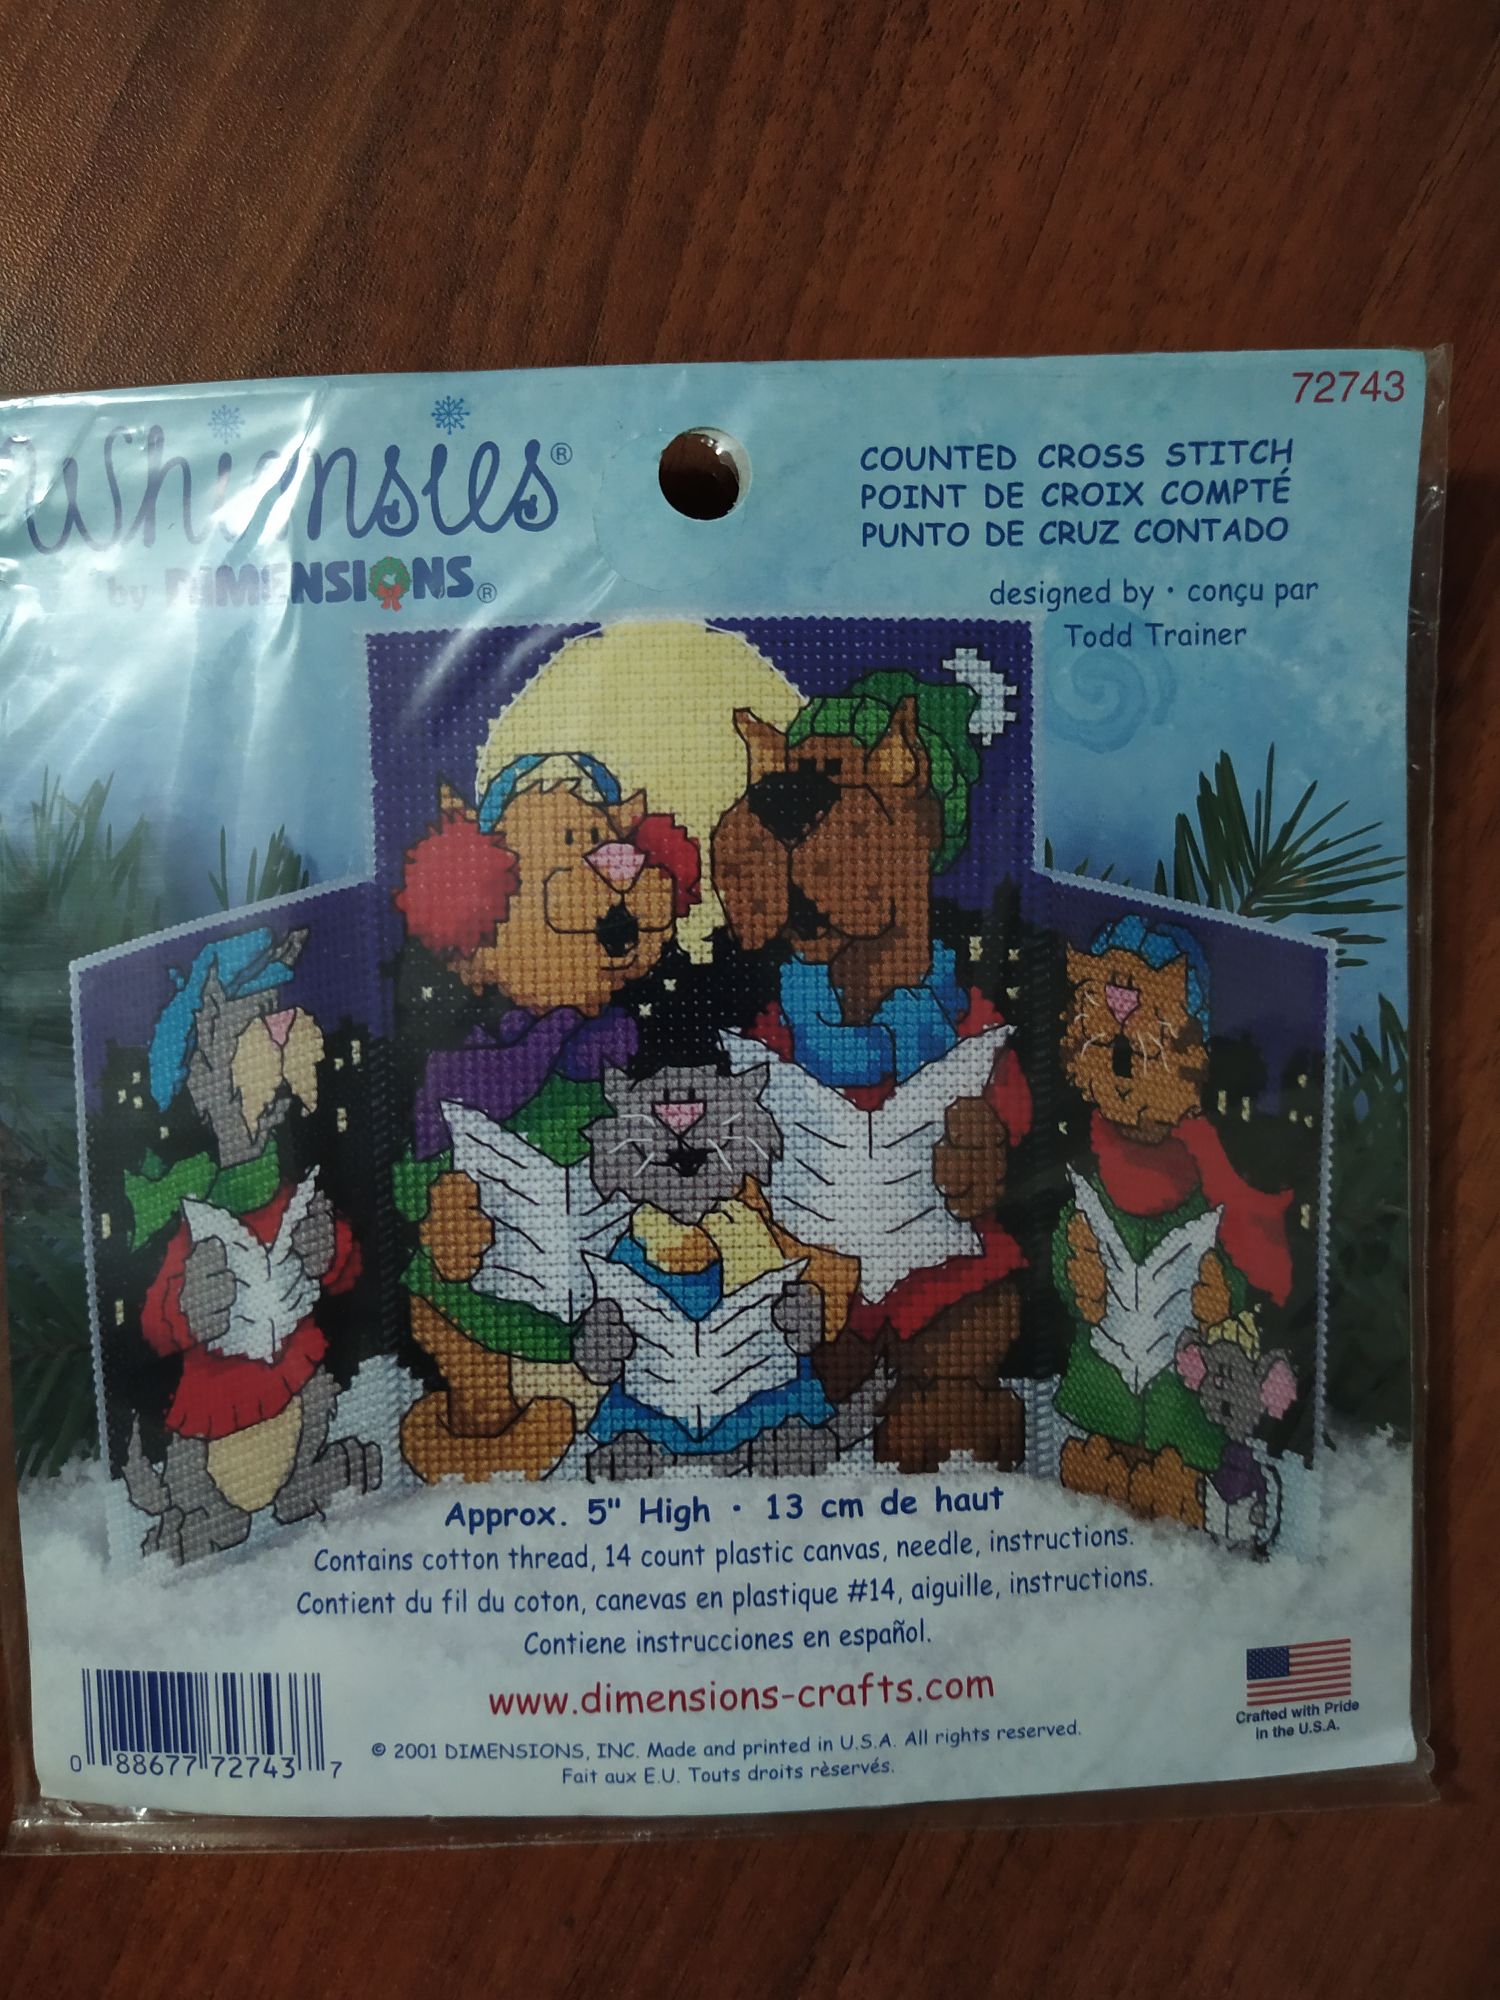 72743
Whimsies®
by DIMENSIONS®
COUNTED CROSS STITCH
POINT DE CROIX COMPTÉ
PUNTO DE CRUZ CONTADO
designed by • conçu par
Todd Trainer
Approx. 5" High • 13 cm de haut
Contains cotton thread, 14 count plastic canvas, needle, instructions.
Contient du fil du coton, canevas en plastique #14, aiguille, instructions.
Contiene instrucciones en español.
www.dimensions-crafts.com
© 2001 DIMENSIONS, INC. Made and printed in U.S.A. All rights reserved.
Fait aux E.U. Touts droits rèservés.
Crafted with Pride
in the U.S.A.
0 88677 72743 7